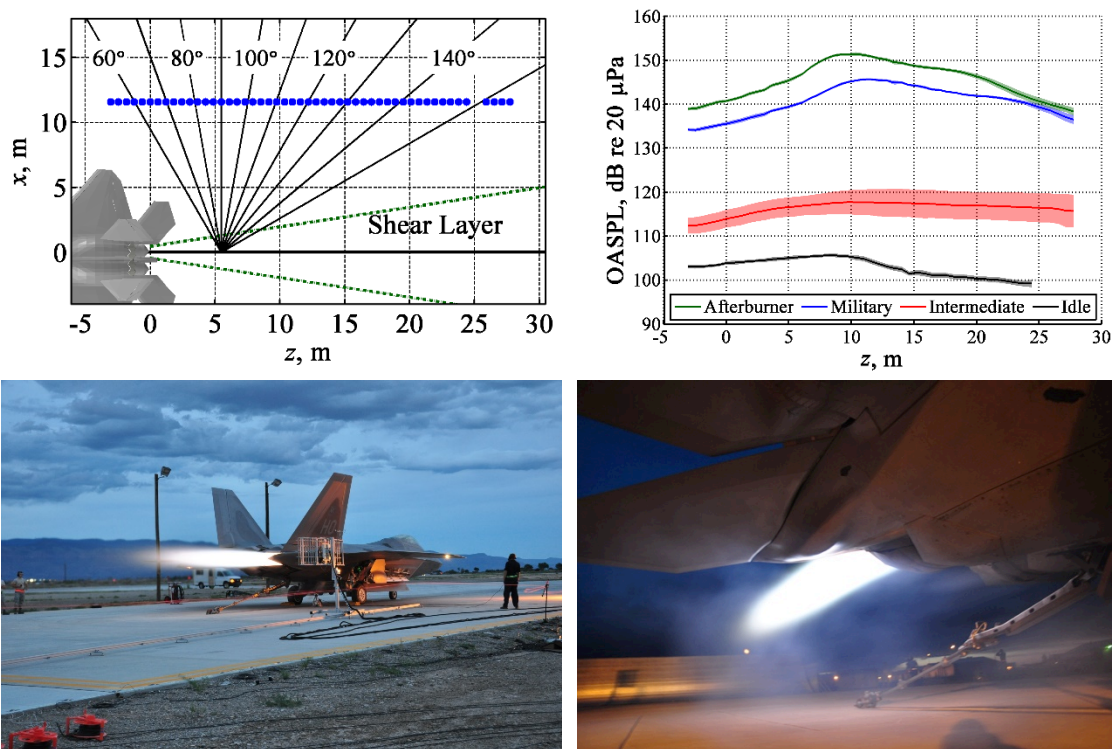 60° 80° 100° 120° 140°
15
10
5
0
x, m
Shear Layer
-5 0 5 10 15 20 25 30
z, m
160
150
140
130
120
110
100
90
OASPL, dB re 20 μPa
Afterburner Military Intermediate Idle
-5 0 5 10 15 20 25 30
z, m